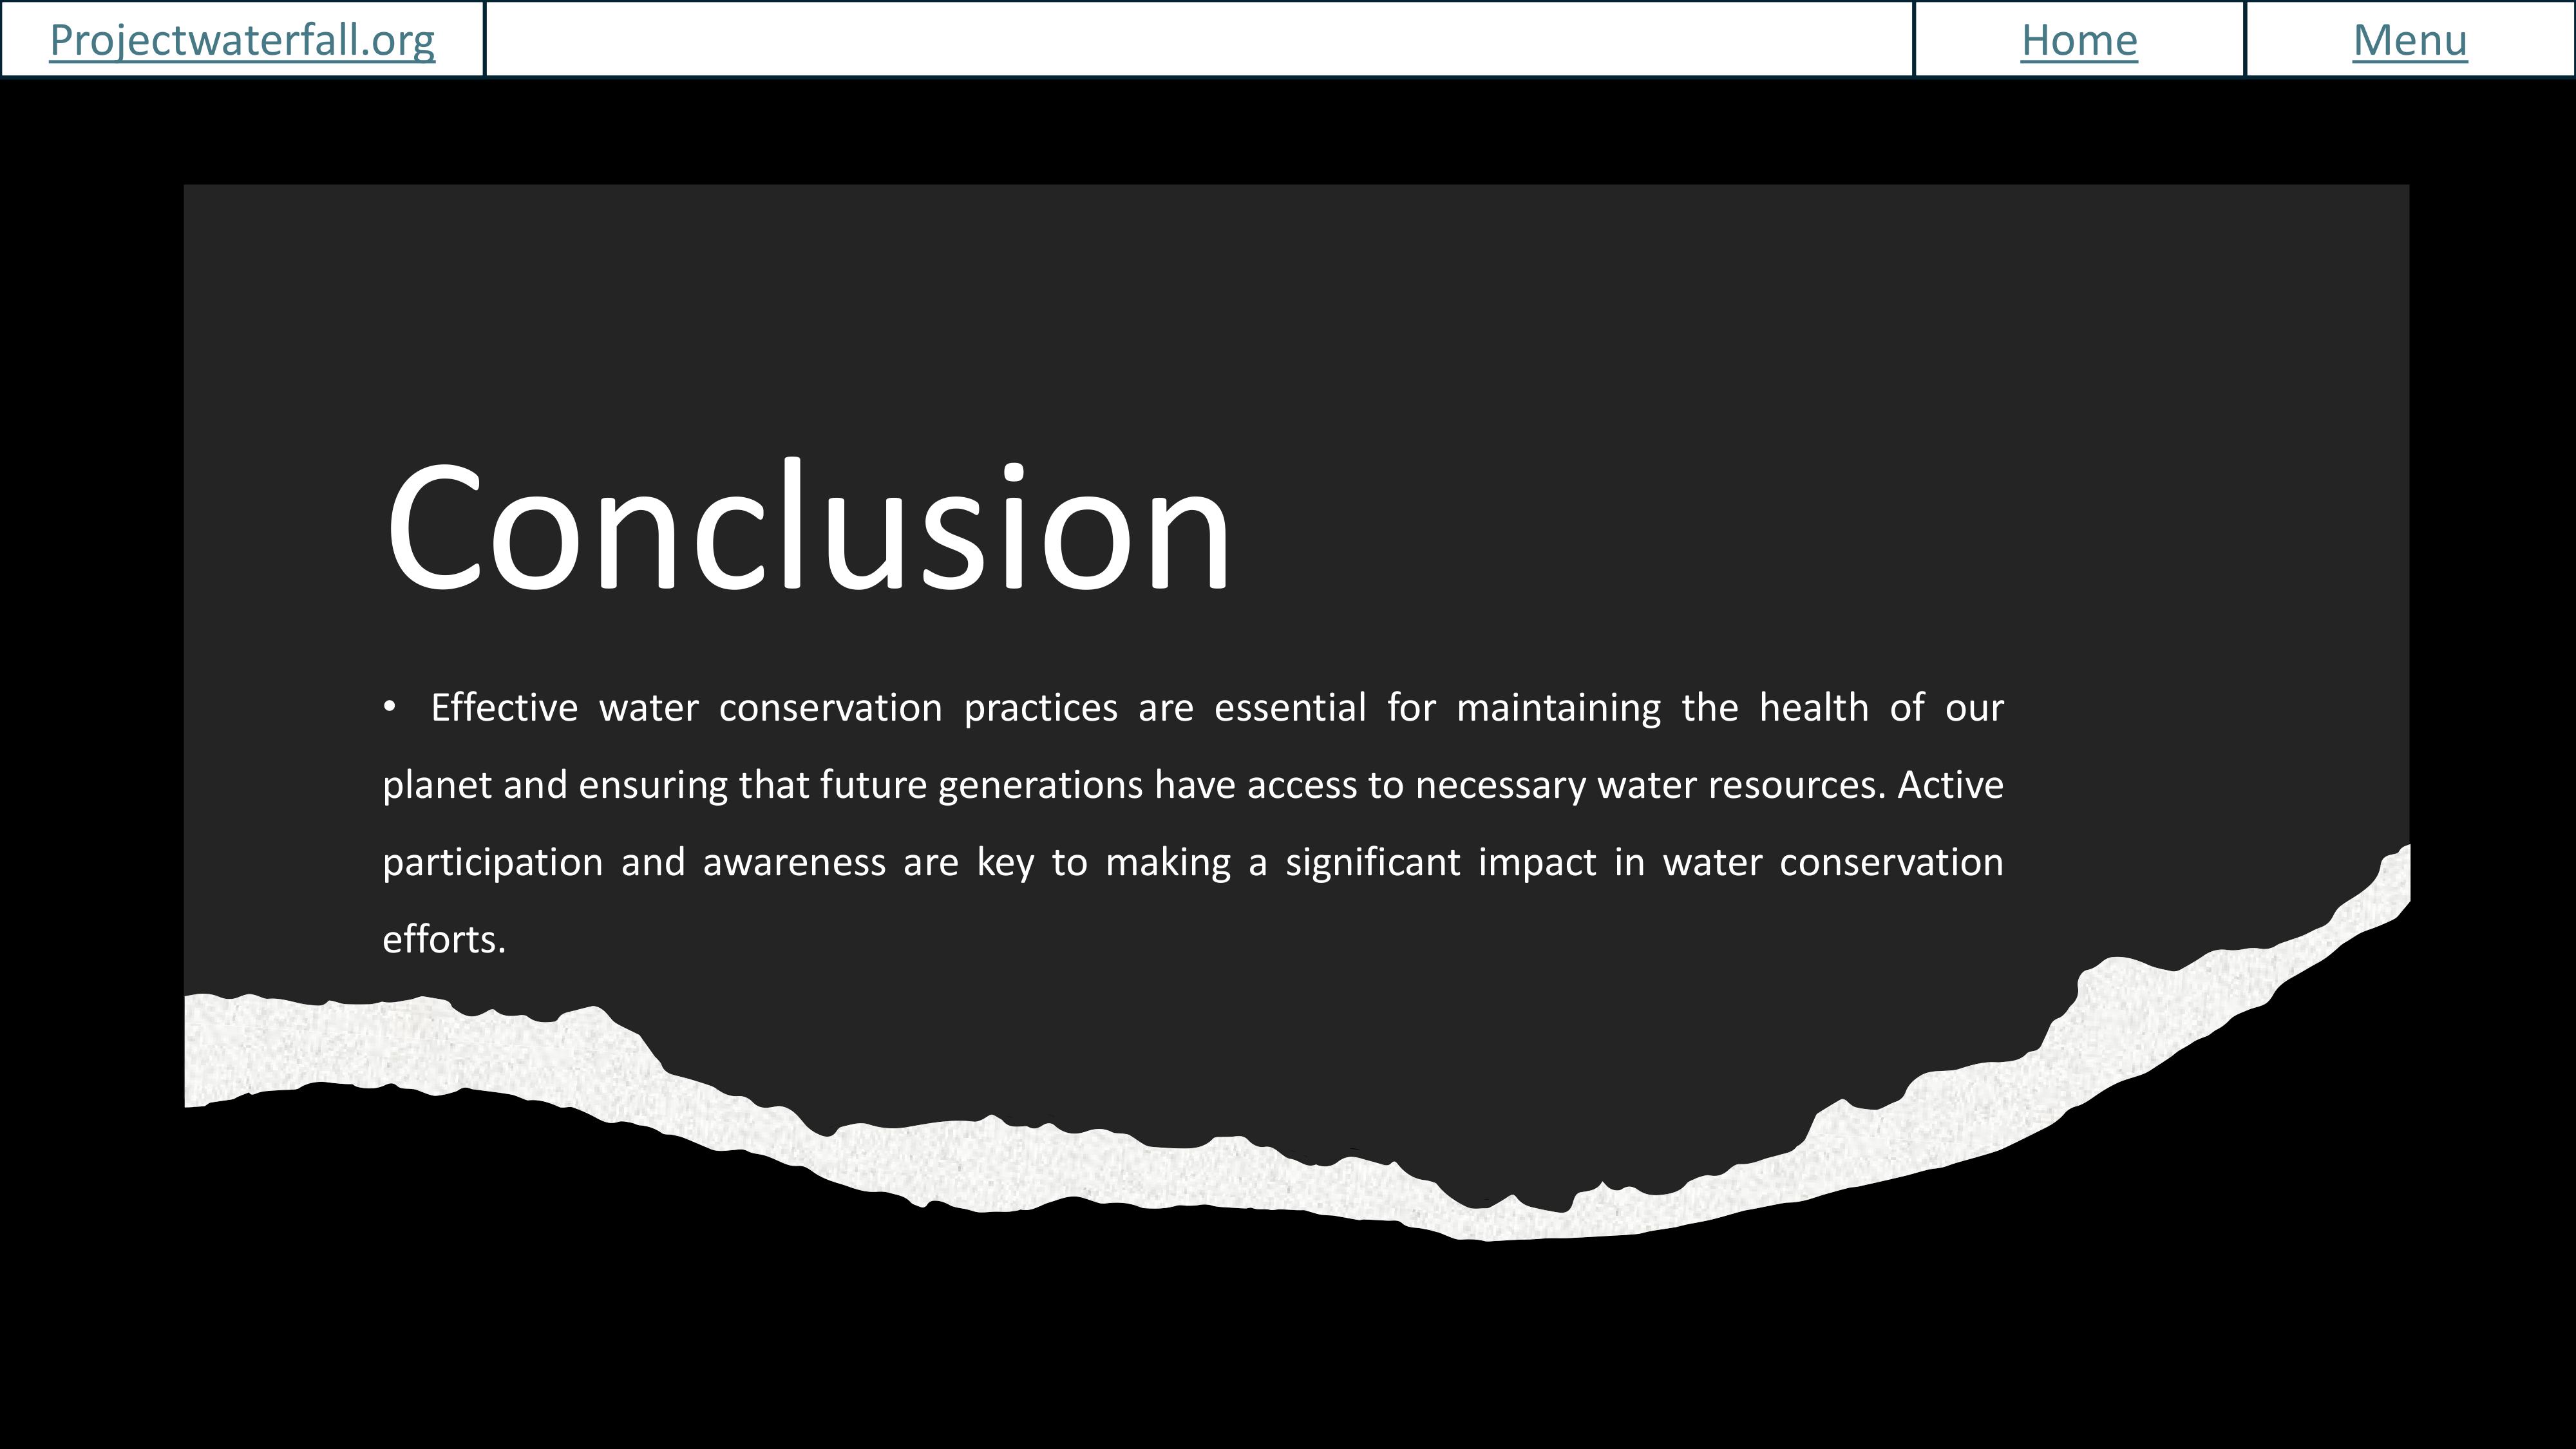 Projectwaterfall.org
Home
Menu
Conclusion
• Effective water conservation practices are essential for maintaining the health of our
planet and ensuring that future generations have access to necessary water resources. Active
participation and awareness are key to making a significant impact in water conservation
efforts.